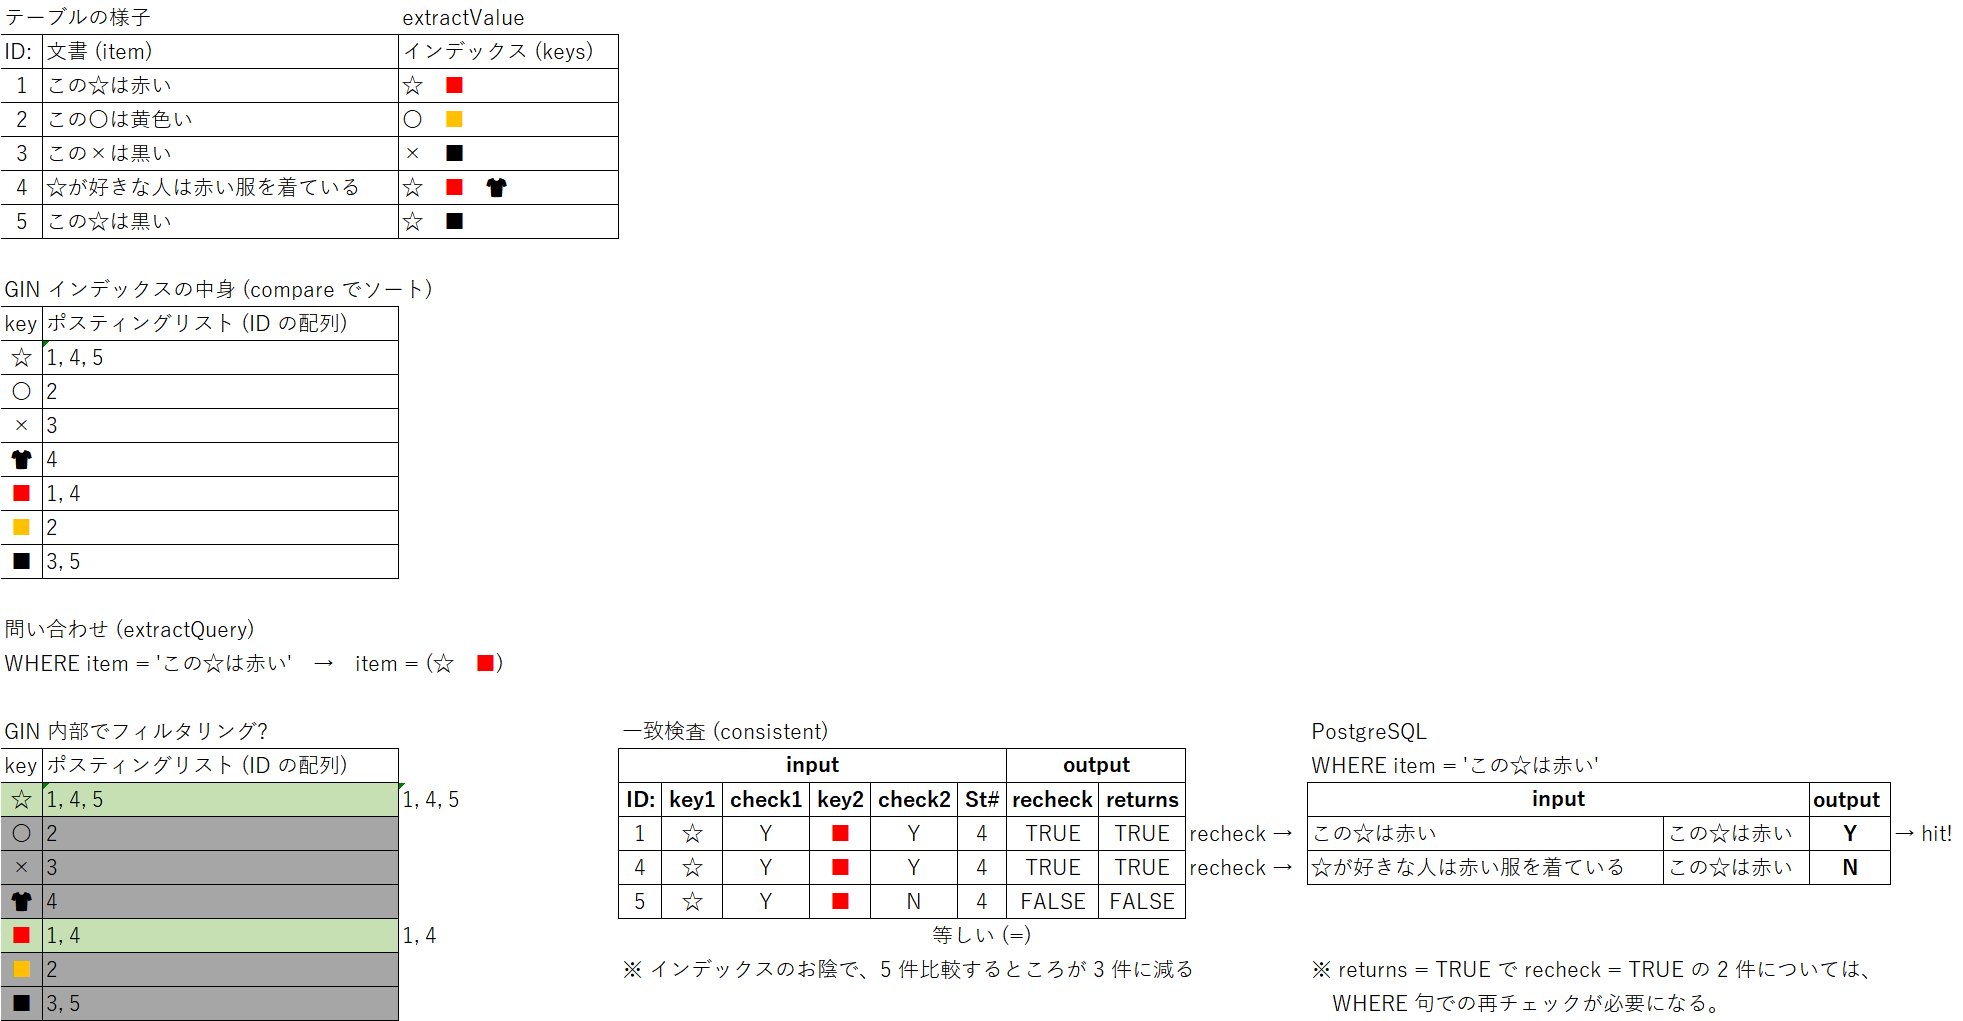 テーブルの様子 extractValue
ID: 文書 (item) インデックス (keys)
1 この☆は赤い ☆ ■
2 この〇は黄色い 〇 ■
3 この×は黒い × ■
4 ☆が好きな人は赤い服を着ている ☆ ■ 👕
5 この☆は黒い ☆ ■
GIN インデックスの中身 (compare でソート)
key ポスティングリスト (ID の配列)
☆ 1, 4, 5
〇 2
× 3
👕 4
■ 1, 4
■ 2
■ 3, 5
問い合わせ (extractQuery)
WHERE item = 'この☆は赤い' → item = (☆ ■)
GIN 内部でフィルタリング?
key ポスティングリスト (ID の配列)
☆ 1, 4, 5 1, 4, 5
〇 2
× 3
👕 4
■ 1, 4 1, 4
■ 2
■ 3, 5
一致検査 (consistent)
input output
ID: key1 check1 key2 check2 St# recheck returns
1 ☆ Y ■ Y 4 TRUE TRUE recheck →
4 ☆ Y ■ Y 4 TRUE TRUE recheck →
5 ☆ Y ■ N 4 FALSE FALSE
等しい (=)
※ インデックスのお陰で、5 件比較するところが 3 件に減る
PostgreSQL
WHERE item = 'この☆は赤い'
input output
この☆は赤い この☆は赤い Y → hit!
☆が好きな人は赤い服を着ている この☆は赤い N
※ returns = TRUE で recheck = TRUE の 2 件については、
WHERE 句での再チェックが必要になる。